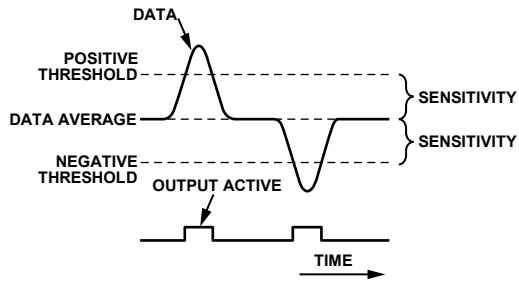 DATA
POSITIVE
THRESHOLD
SENSITIVITY
DATA AVERAGE
SENSITIVITY
NEGATIVE
THRESHOLD
OUTPUT ACTIVE
TIME